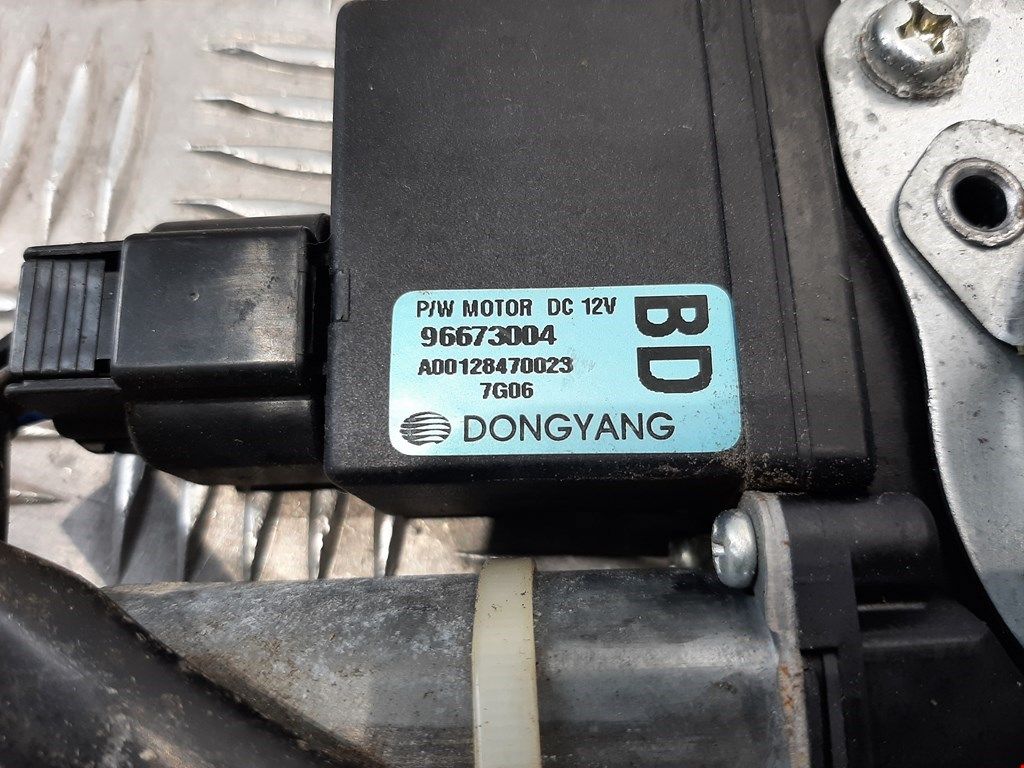 P/W MOTOR DC 12V
96673004
A00128470023
7G06
DONGYANG
BD